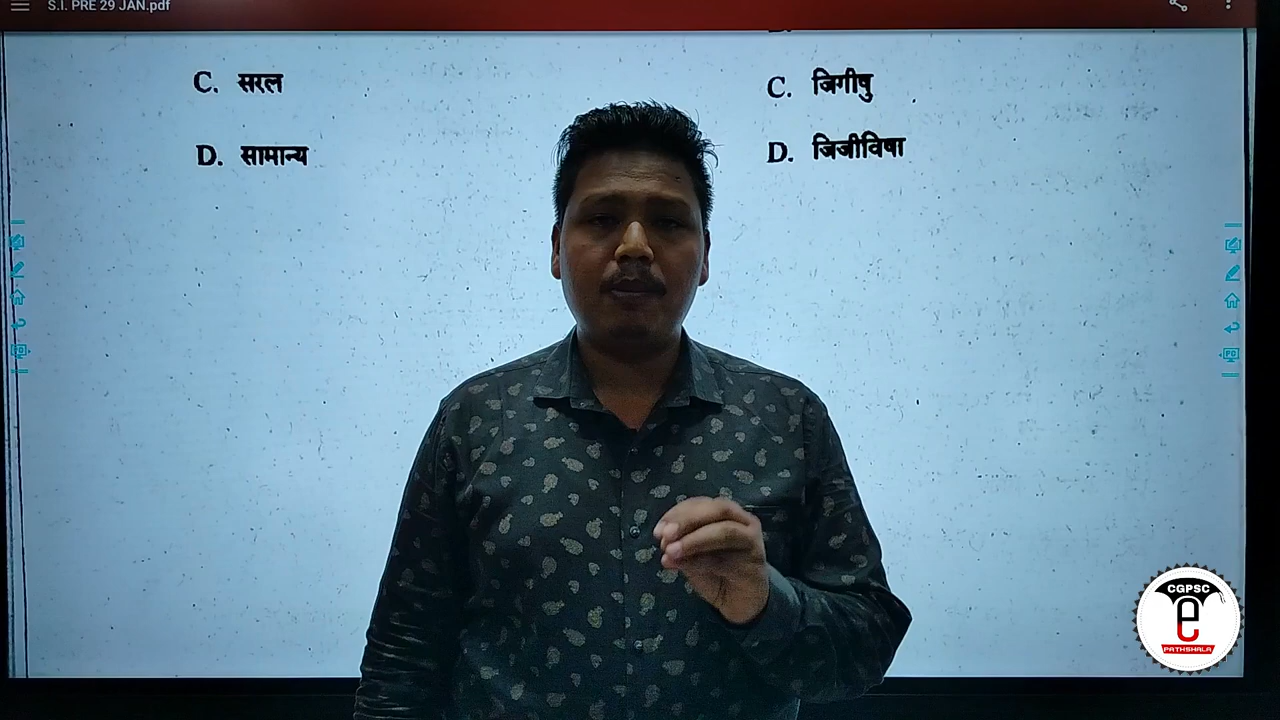 S.I. PRE 29 JAN.pdf
C. सरल
D. सामान्य
C. जिगीषु
D. जिजीविषा
CGPSC
e
PATHSHALA